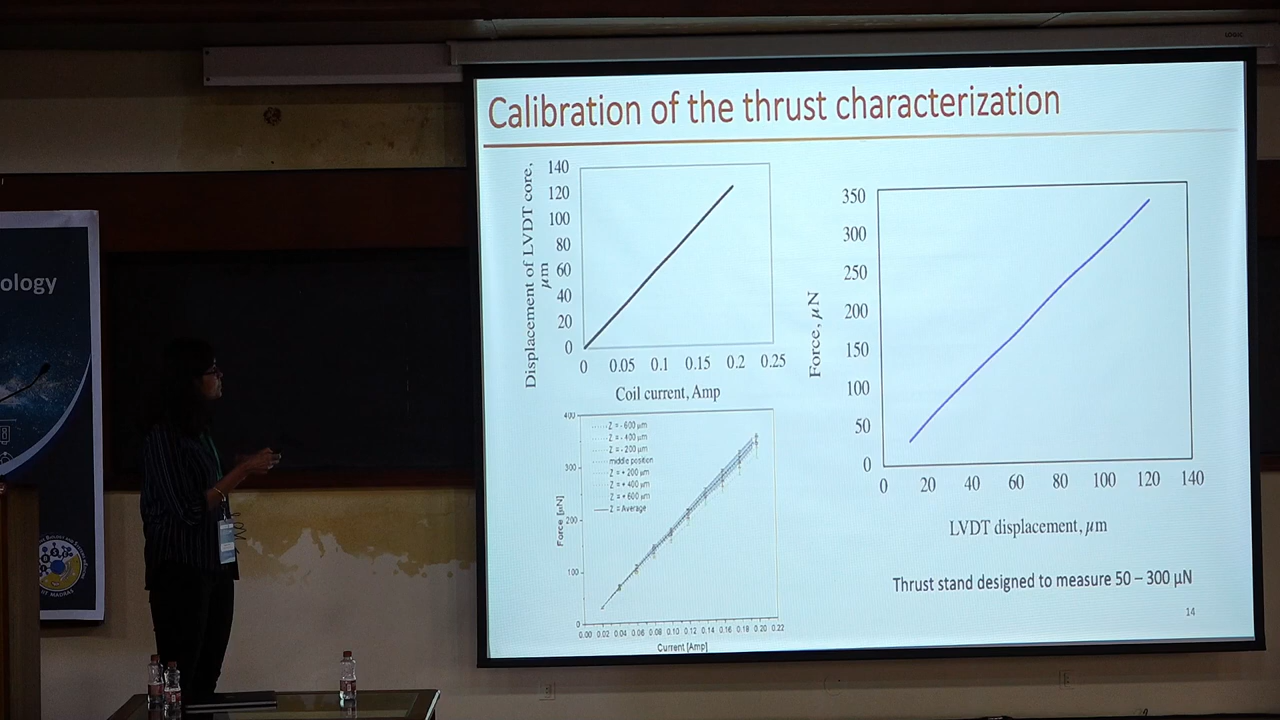 LOGIC
Calibration of the thrust characterization
Displacement of LVDT core,
μm
140
120
100
80
60
40
20
0
0 0.05 0.1 0.15 0.2 0.25
Coil current, Amp
400
300
200
100
0
Force [μN]
Z = - 600 μm
Z = - 400 μm
Z = - 200 μm
middle position
Z = + 200 μm
Z = + 400 μm
Z = + 600 μm
Z = Average
0.00 0.02 0.04 0.06 0.08 0.10 0.12 0.14 0.16 0.18 0.20 0.22
Current [Amp]
Force, μN
350
300
250
200
150
100
50
0
0 20 40 60 80 100 120 140
LVDT displacement, μm
Thrust stand designed to measure 50 – 300 μN
14
ology
IIT MADRAS